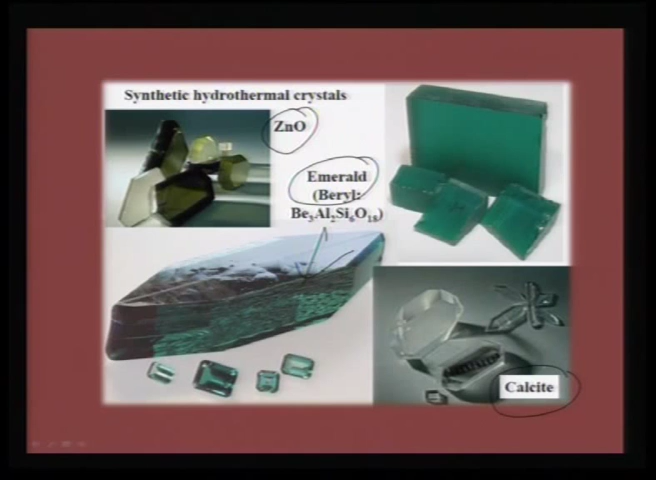 Synthetic hydrothermal crystals
ZnO
Emerald
(Beryl:
Be₃Al₂Si₆O₁₈)
Calcite